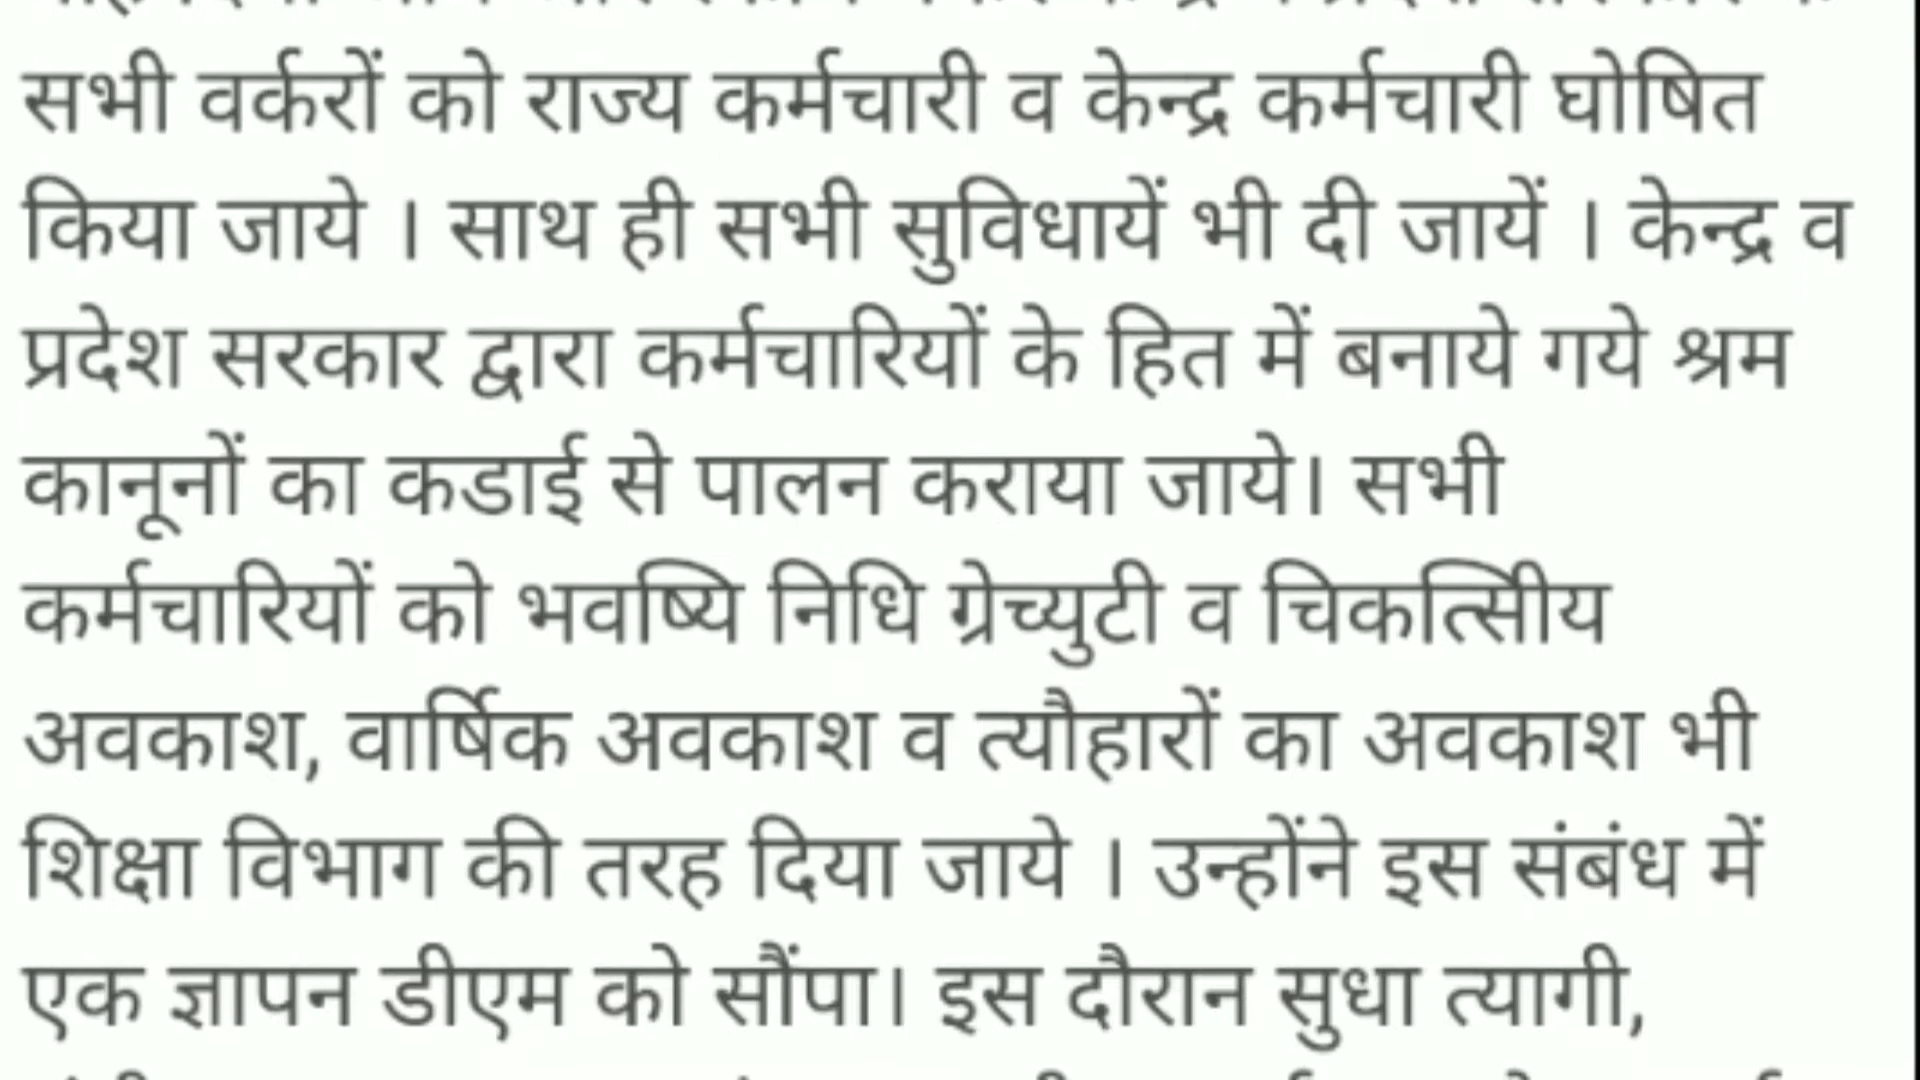 सभी वर्करों को राज्य कर्मचारी व केन्द्र कर्मचारी घोषित
किया जाये । साथ ही सभी सुविधायें भी दी जायें । केन्द्र व
प्रदेश सरकार द्वारा कर्मचारियों के हित में बनाये गये श्रम
कानूनों का कडाई से पालन कराया जाये। सभी
कर्मचारियों को भवष्यि निधि ग्रेच्युटी व चिकत्सिीय
अवकाश, वार्षिक अवकाश व त्यौहारों का अवकाश भी
शिक्षा विभाग की तरह दिया जाये । उन्होंने इस संबंध में
एक ज्ञापन डीएम को सौंपा। इस दौरान सुधा त्यागी,